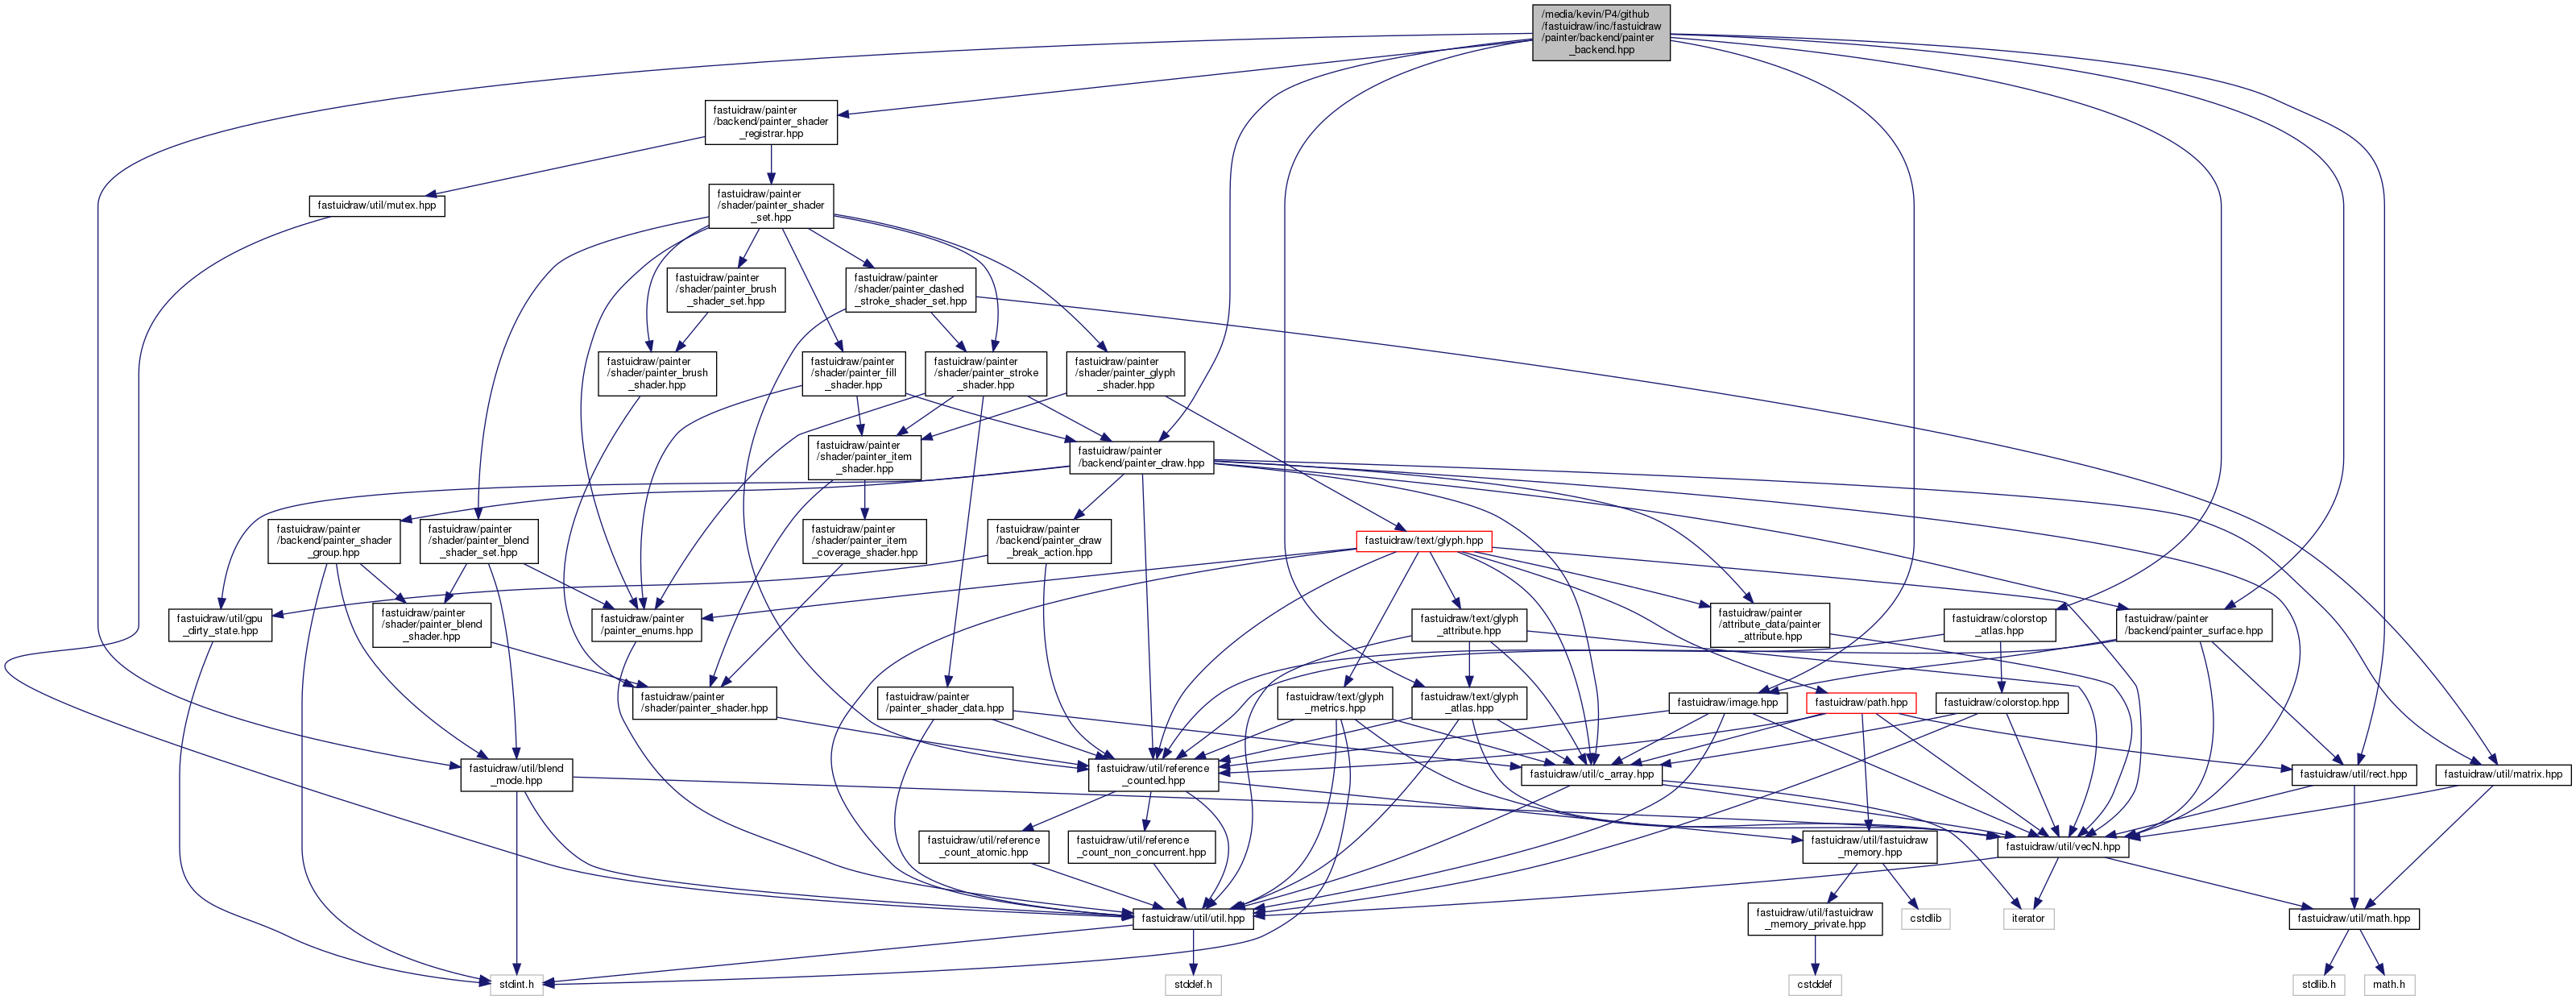 /media/kevin/P4/github
/fastuidraw/inc/fastuidraw
/painter/backend/painter
_backend.hpp
fastuidraw/painter
/backend/painter_shader
_registrar.hpp
fastuidraw/util/mutex.hpp
fastuidraw/painter
/shader/painter_shader
_set.hpp
fastuidraw/painter
/shader/painter_brush
_shader_set.hpp
fastuidraw/painter
/shader/painter_dashed
_stroke_shader_set.hpp
fastuidraw/painter
/shader/painter_brush
_shader.hpp
fastuidraw/painter
/shader/painter_fill
_shader.hpp
fastuidraw/painter
/shader/painter_stroke
_shader.hpp
fastuidraw/painter
/shader/painter_glyph
_shader.hpp
fastuidraw/painter
/shader/painter_item
_shader.hpp
fastuidraw/painter
/backend/painter_draw.hpp
fastuidraw/painter
/backend/painter_shader
_group.hpp
fastuidraw/painter
/shader/painter_blend
_shader_set.hpp
fastuidraw/painter
/shader/painter_item
_coverage_shader.hpp
fastuidraw/painter
/backend/painter_draw
_break_action.hpp
fastuidraw/text/glyph.hpp
fastuidraw/util/gpu
_dirty_state.hpp
fastuidraw/painter
/shader/painter_blend
_shader.hpp
fastuidraw/painter
/painter_enums.hpp
fastuidraw/text/glyph
_attribute.hpp
fastuidraw/painter
/attribute_data/painter
_attribute.hpp
fastuidraw/colorstop
_atlas.hpp
fastuidraw/painter
/backend/painter_surface.hpp
fastuidraw/painter
/shader/painter_shader.hpp
fastuidraw/painter
/painter_shader_data.hpp
fastuidraw/text/glyph
_metrics.hpp
fastuidraw/text/glyph
_atlas.hpp
fastuidraw/image.hpp
fastuidraw/path.hpp
fastuidraw/colorstop.hpp
fastuidraw/util/blend
_mode.hpp
fastuidraw/util/reference
_counted.hpp
fastuidraw/util/c_array.hpp
fastuidraw/util/rect.hpp
fastuidraw/util/matrix.hpp
fastuidraw/util/reference
_count_atomic.hpp
fastuidraw/util/reference
_count_non_concurrent.hpp
fastuidraw/util/fastuidraw
_memory.hpp
fastuidraw/util/vecN.hpp
fastuidraw/util/util.hpp
fastuidraw/util/fastuidraw
_memory_private.hpp
cstdlib
iterator
fastuidraw/util/math.hpp
stdint.h
stddef.h
cstddef
stdlib.h
math.h